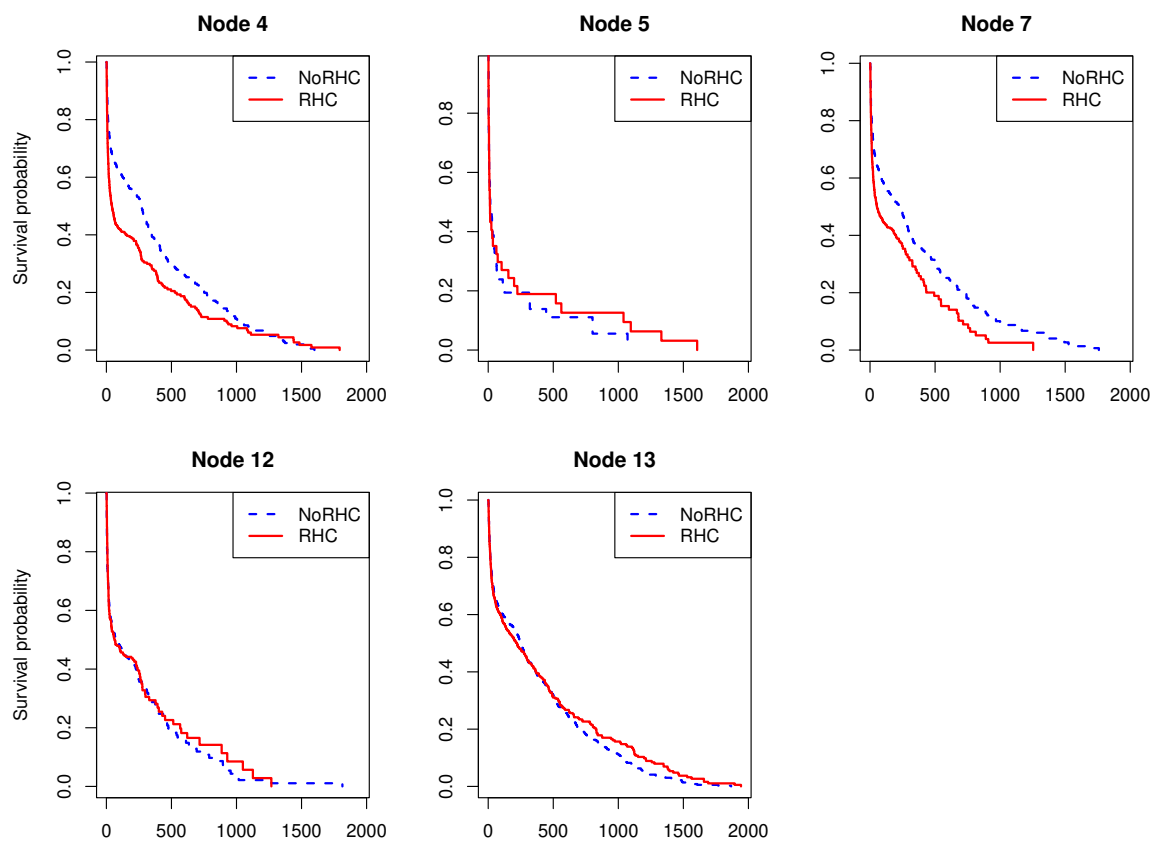 Node 4
Node 5
Node 7
Survival probability
0.0 0.2 0.4 0.6 0.8 1.0
NoRHC
RHC
0 500 1000 1500 2000
0.0 0.2 0.4 0.6 0.8
NoRHC
RHC
0 500 1000 1500 2000
0.0 0.2 0.4 0.6 0.8 1.0
NoRHC
RHC
0 500 1000 1500 2000
Node 12
Node 13
Survival probability
0.0 0.2 0.4 0.6 0.8 1.0
NoRHC
RHC
0 500 1000 1500 2000
0.0 0.2 0.4 0.6 0.8 1.0
NoRHC
RHC
0 500 1000 1500 2000